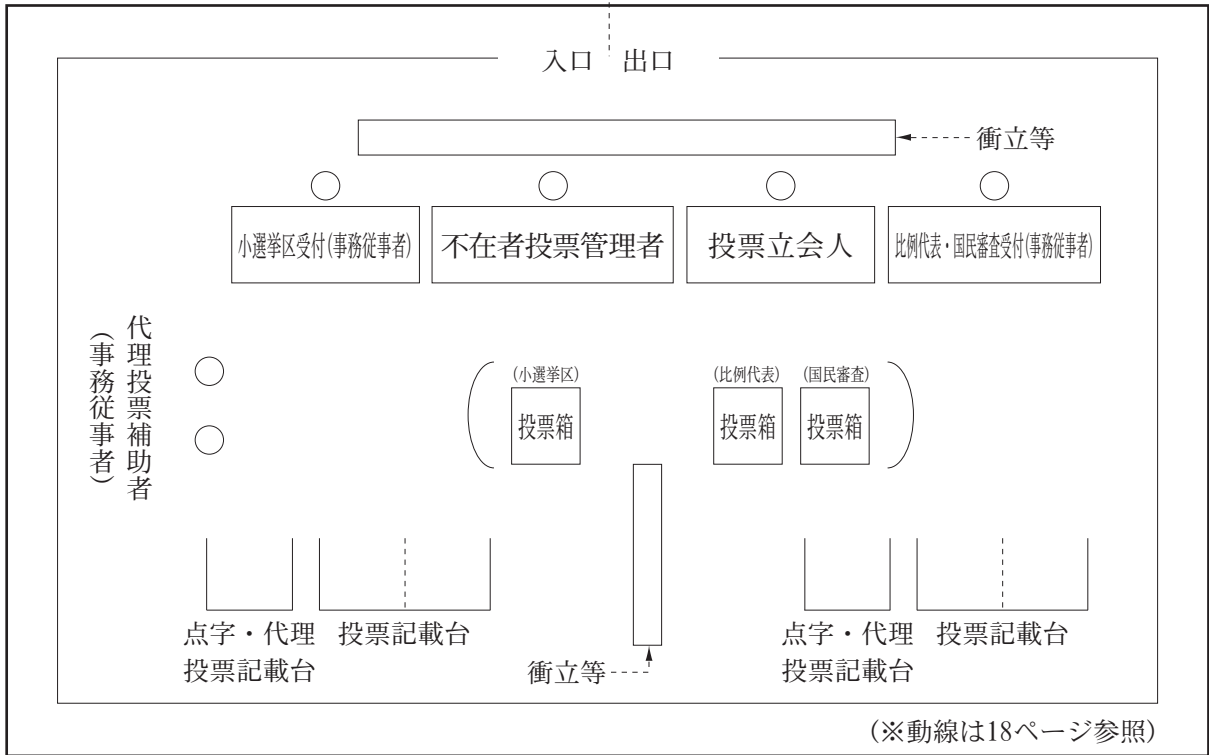 入口 出口
衝立等
小選挙区受付(事務従事者)
不在者投票管理者
投票立会人
比例代表・国民審査受付(事務従事者)
代理投票補助者
(事務従事者)
(小選挙区)
投票箱
(比例代表)
投票箱
(国民審査)
投票箱
点字・代理
投票記載台
投票記載台
衝立等
点字・代理
投票記載台
投票記載台
(※動線は18ページ参照)